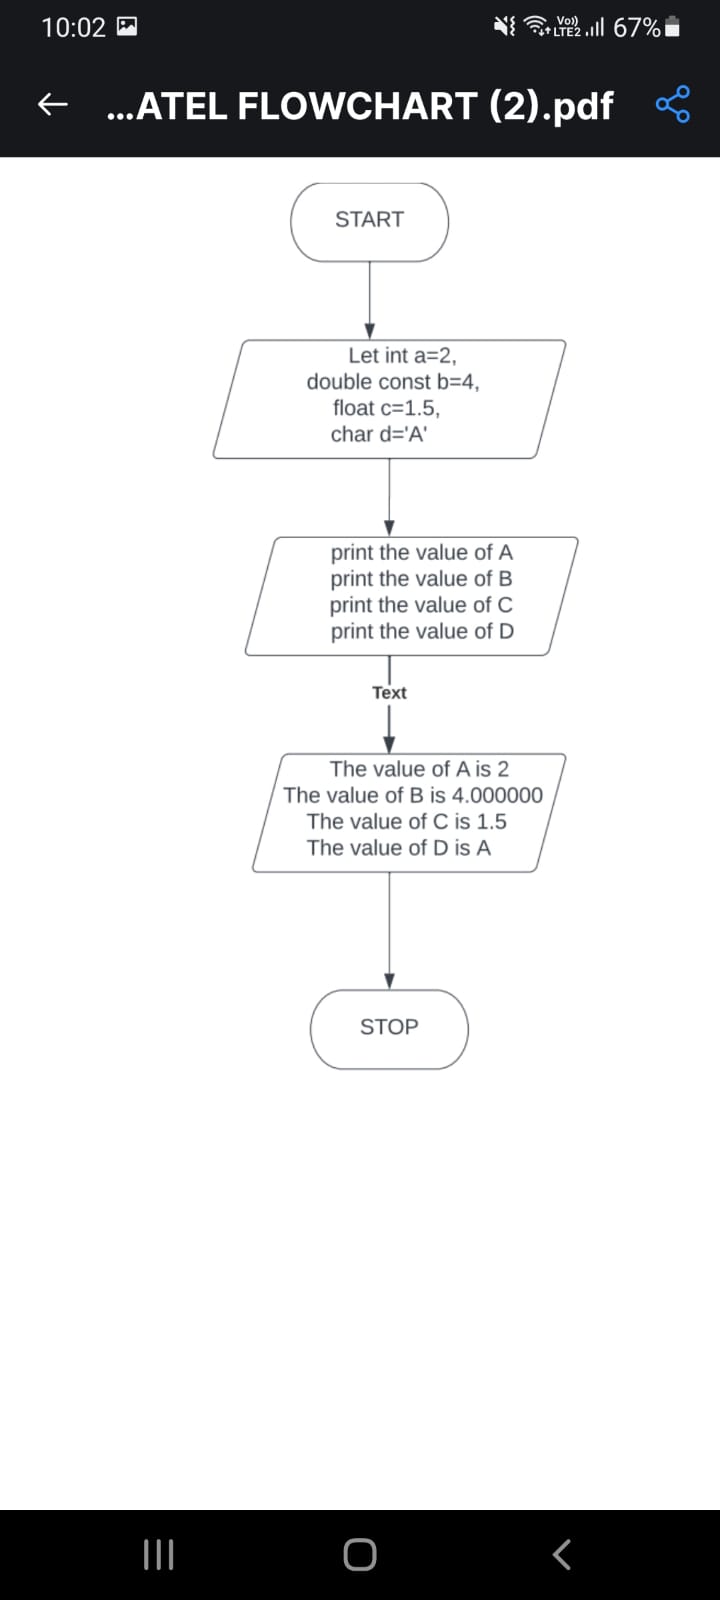 10:02
Vo)) LTE2 67%
...ATEL FLOWCHART (2).pdf
START
Let int a=2,
double const b=4,
float c=1.5,
char d='A'
print the value of A
print the value of B
print the value of C
print the value of D
Text
The value of A is 2
The value of B is 4.000000
The value of C is 1.5
The value of D is A
STOP